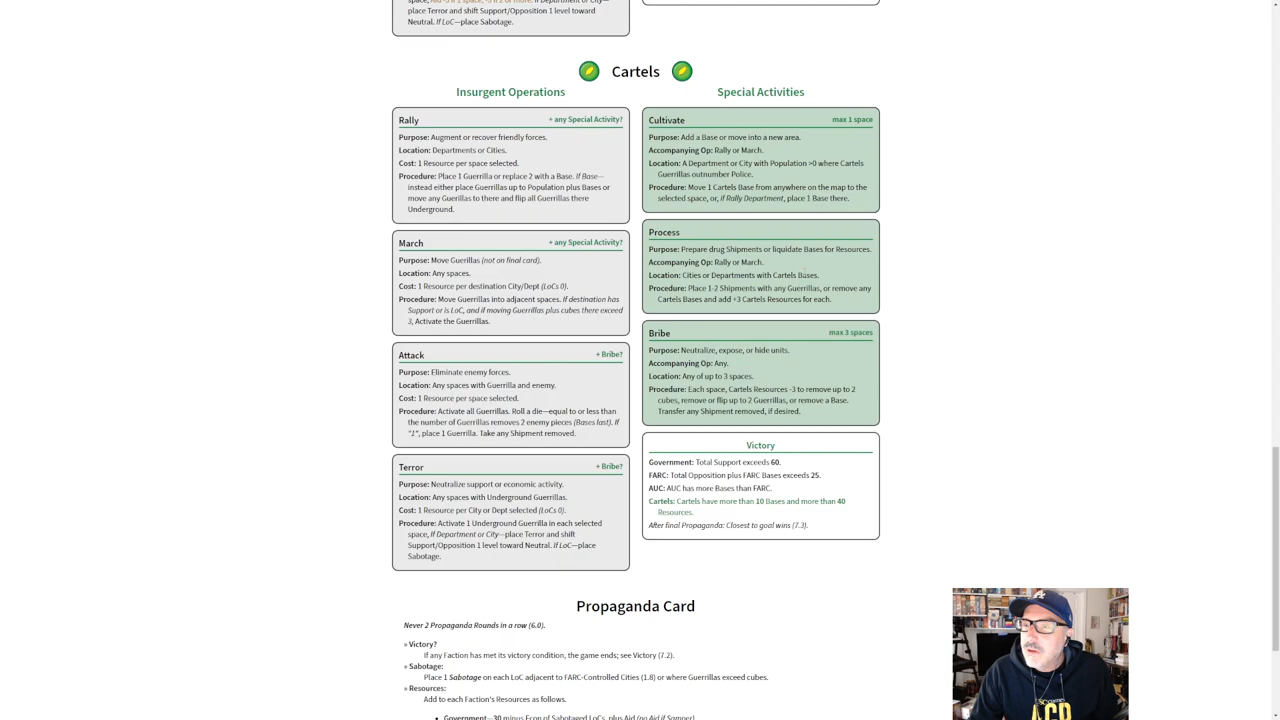 place Terror and shift Support/Opposition 1 level toward
Neutral. If LoC—place Sabotage.
Cartels
Insurgent Operations
Rally + any Special Activity?
Purpose: Augment or recover friendly forces.
Location: Departments or Cities.
Cost: 1 Resource per space selected.
Procedure: Place 1 Guerrilla or replace 2 with a Base. If Base—
instead either place Guerrillas up to Population plus Bases or
move any Guerillas to there and flip all Guerrillas there
Underground.
March + any Special Activity?
Purpose: Move Guerillas (not on final card).
Location: Any spaces.
Cost: 1 Resource per destination City/Dept (LoCs 0).
Procedure: Move Guerrillas into adjacent spaces. If destination has
Support or is LoC, and if moving Guerrillas plus cubes there exceed
3, Activate the Guerrillas.
Attack + Bribe?
Purpose: Eliminate enemy forces.
Location: Any spaces with Guerrilla and enemy.
Cost: 1 Resource per space selected.
Procedure: Activate all Guerrillas. Roll a die—equal to or less than
the number of Guerrillas removes 2 enemy pieces (Bases last). If
"1", place 1 Guerrilla. Take any Shipment removed.
Terror + Bribe?
Purpose: Neutralize support or economic activity.
Location: Any spaces with Underground Guerrillas.
Cost: 1 Resource per City or Dept selected (LoCs 0).
Procedure: Activate 1 Underground Guerrilla in each selected
space, If Department or City—place Terror and shift
Support/Opposition 1 level toward Neutral. If LoC—place
Sabotage.
Special Activities
Cultivate max 1 space
Purpose: Add a Base or move into a new area.
Accompanying Op: Rally or March.
Location: A Department or City with Population >0 where Cartels
Guerrillas outnumber Police.
Procedure: Move 1 Cartels Base from anywhere on the map to the
selected space, or, if Rally Department, place 1 Base there.
Process
Purpose: Prepare drug Shipments or liquidate Bases for Resources.
Accompanying Op: Rally or March.
Location: Cities or Departments with Cartels Bases.
Procedure: Place 1-2 Shipments with any Guerrillas, or remove any
Cartels Bases and add +3 Cartels Resources for each.
Bribe max 3 spaces
Purpose: Neutralize, expose, or hide units.
Accompanying Op: Any.
Location: Any of up to 3 spaces.
Procedure: Each space, Cartels Resources -3 to remove up to 2
cubes, remove or flip up to 2 Guerrillas, or remove a Base.
Transfer any Shipment removed, if desired.
Victory
Government: Total Support exceeds 60.
FARC: Total Opposition plus FARC Bases exceeds 25.
AUC: AUC has more Bases than FARC.
Cartels: Cartels have more than 10 Bases and more than 40
Resources.
After final Propaganda: Closest to goal wins (7.3).
Propaganda Card
Never 2 Propaganda Rounds in a row (6.0).
» Victory?
If any Faction has met its victory condition, the game ends; see Victory (7.2).
» Sabotage:
Place 1 Sabotage on each LoC adjacent to FARC-Controlled Cities (1.8) or where Guerrillas exceed cubes.
» Resources:
Add to each Faction's Resources as follows.
• Government—30 minus Econ of Sabotaged LoCs, plus Aid (no Aid if Samper)